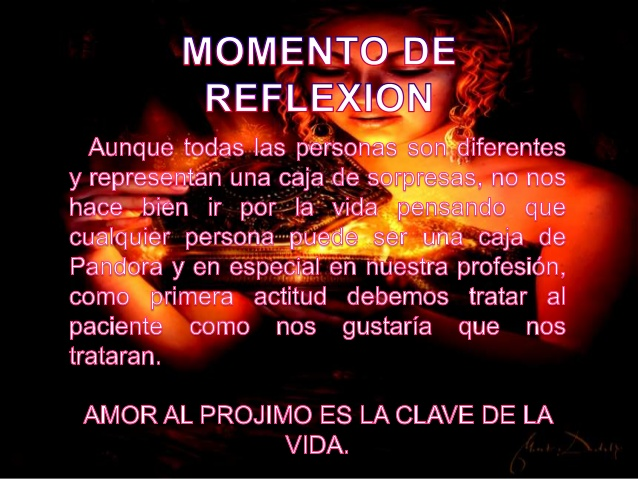 MOMENTO DE
REFLEXION
Aunque todas las personas son diferentes
y representan una caja de sorpresas, no nos
hace bien ir por la vida pensando que
cualquier persona puede ser una caja de
Pandora y en especial en nuestra profesión,
como primera actitud debemos tratar al
paciente como nos gustaría que nos
trataran.
AMOR AL PROJIMO ES LA CLAVE DE LA
VIDA.